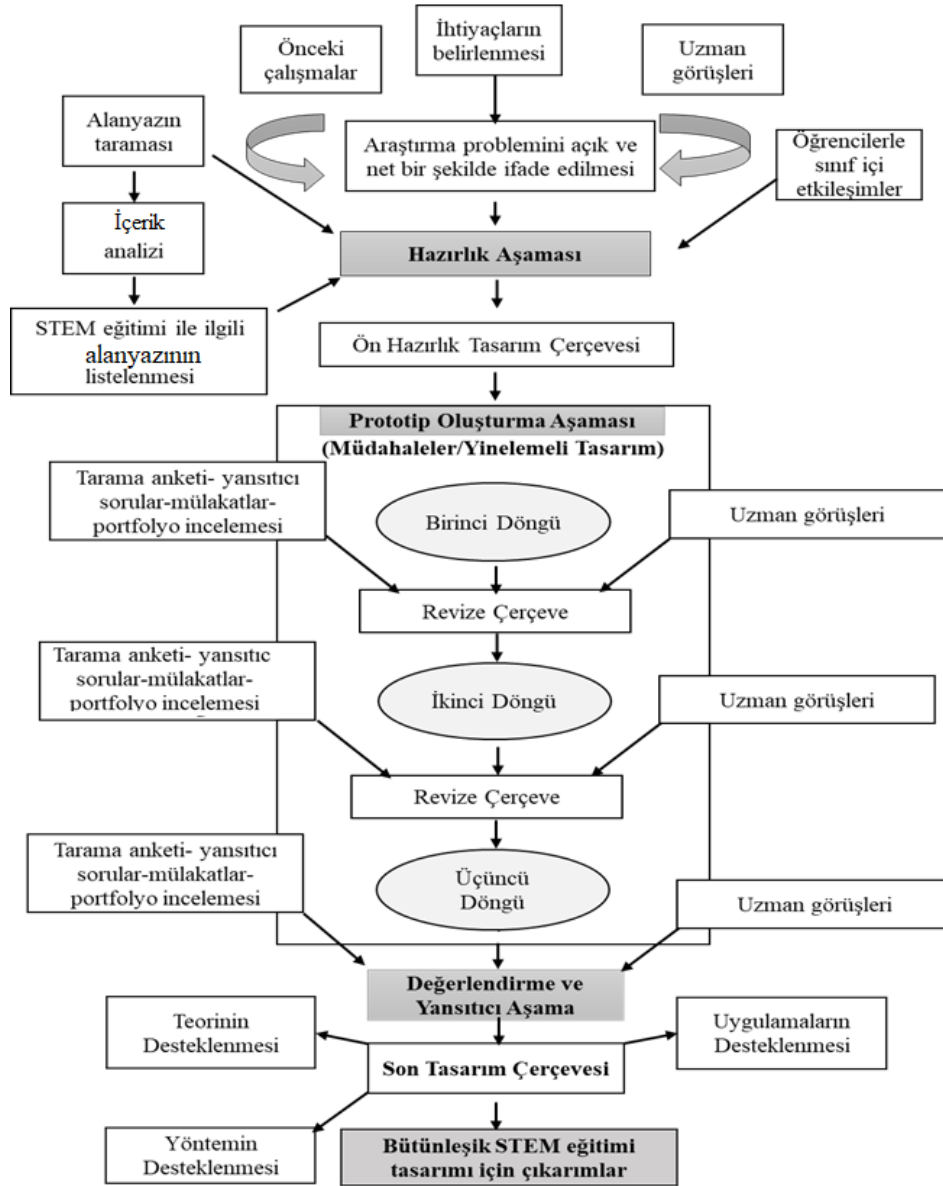 Önceki
çalışmalar
İhtiyaçların
belirlenmesi
Uzman
görüşleri
Alanyazın
taraması
Araştırma problemini açık ve
net bir şekilde ifade edilmesi
Öğrencilerle
sınıf içi
etkileşimler
İçerik
analizi
Hazırlık Aşaması
STEM eğitimi ile ilgili
alanyazının
listelenmesi
Ön Hazırlık Tasarım Çerçevesi
Prototip Oluşturma Aşaması
(Müdahaleler/Yinelemeli Tasarım)
Tarama anketi- yansıtıcı
sorular-mülakatlar-
portfolyo incelemesi
Birinci Döngü
Uzman görüşleri
Revize Çerçeve
Tarama anketi- yansıtıc
sorular-mülakatlar-
portfolyo incelemesi
İkinci Döngü
Uzman görüşleri
Revize Çerçeve
Tarama anketi- yansıtıcı
sorular-mülakatlar-
portfolyo incelemesi
Üçüncü
Döngü
Uzman görüşleri
Değerlendirme ve
Yansıtıcı Aşama
Teorinin
Desteklenmesi
Uygulamaların
Desteklenmesi
Son Tasarım Çerçevesi
Yöntemin
Desteklenmesi
Bütünleşik STEM eğitimi
tasarımı için çıkarımlar